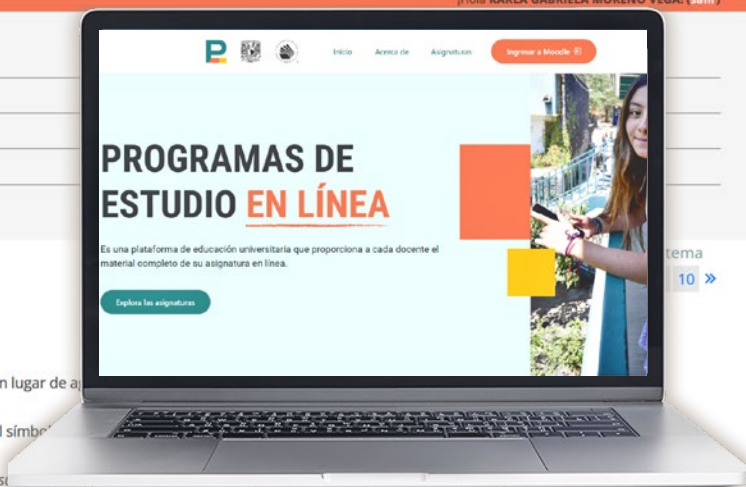 ¡Hola KARLA GABRIELA MORENO VEGA! (salir)
Inicio Acerca de Asignaturas Ingresar a Moodle
PROGRAMAS DE
ESTUDIO EN LÍNEA
Es una plataforma de educación universitaria que proporciona a cada docente el
material completo de su asignatura en línea.
Explora las asignaturas
tema
10 »
n lugar de